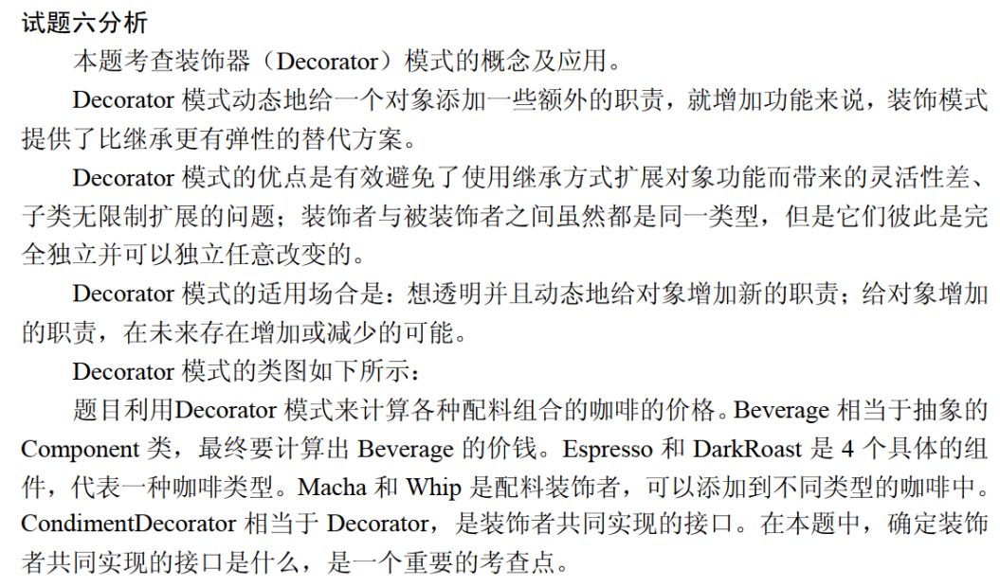 试题六分析
本题考查装饰器（Decorator）模式的概念及应用。
Decorator 模式动态地给一个对象添加一些额外的职责，就增加功能来说，装饰模式
提供了比继承更有弹性的替代方案。
Decorator 模式的优点是有效避免了使用继承方式扩展对象功能而带来的灵活性差、
子类无限制扩展的问题；装饰者与被装饰者之间虽然都是同一类型，但是它们彼此是完
全独立并可以独立任意改变的。
Decorator 模式的适用场合是：想透明并且动态地给对象增加新的职责；给对象增加
的职责，在未来存在增加或减少的可能。
Decorator 模式的类图如下所示：
题目利用Decorator 模式来计算各种配料组合的咖啡的价格。Beverage 相当于抽象的
Component 类，最终要计算出 Beverage 的价钱。Espresso 和 DarkRoast 是 4 个具体的组
件，代表一种咖啡类型。Macha 和 Whip 是配料装饰者，可以添加到不同类型的咖啡中。
CondimentDecorator 相当于 Decorator，是装饰者共同实现的接口。在本题中，确定装饰
者共同实现的接口是什么，是一个重要的考查点。